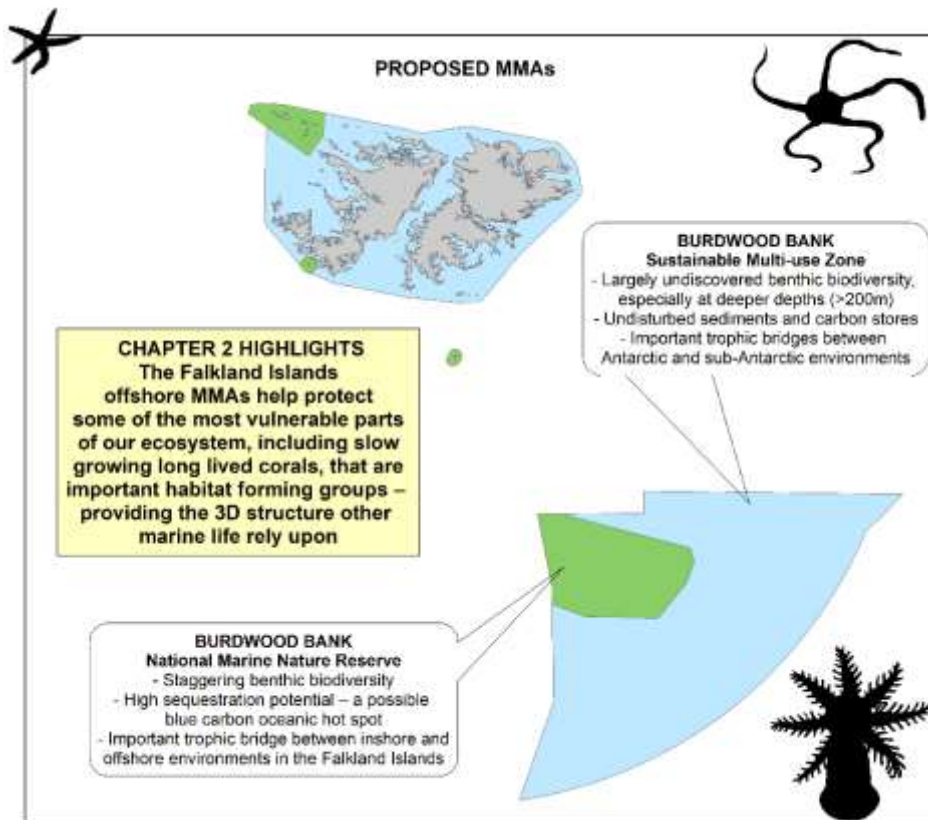 PROPOSED MMAs
BURDWOOD BANK
Sustainable Multi-use Zone
- Largely undiscovered benthic biodiversity,
especially at deeper depths (>200m)
- Undisturbed sediments and carbon stores
- Important trophic bridges between
Antarctic and sub-Antarctic environments
CHAPTER 2 HIGHLIGHTS
The Falkland Islands
offshore MMAs help protect
some of the most vulnerable parts
of our ecosystem, including slow
growing long lived corals, that are
important habitat forming groups –
providing the 3D structure other
marine life rely upon
BURDWOOD BANK
National Marine Nature Reserve
- Staggering benthic biodiversity
- High sequestration potential – a possible
blue carbon oceanic hot spot
- Important trophic bridge between inshore and
offshore environments in the Falkland Islands